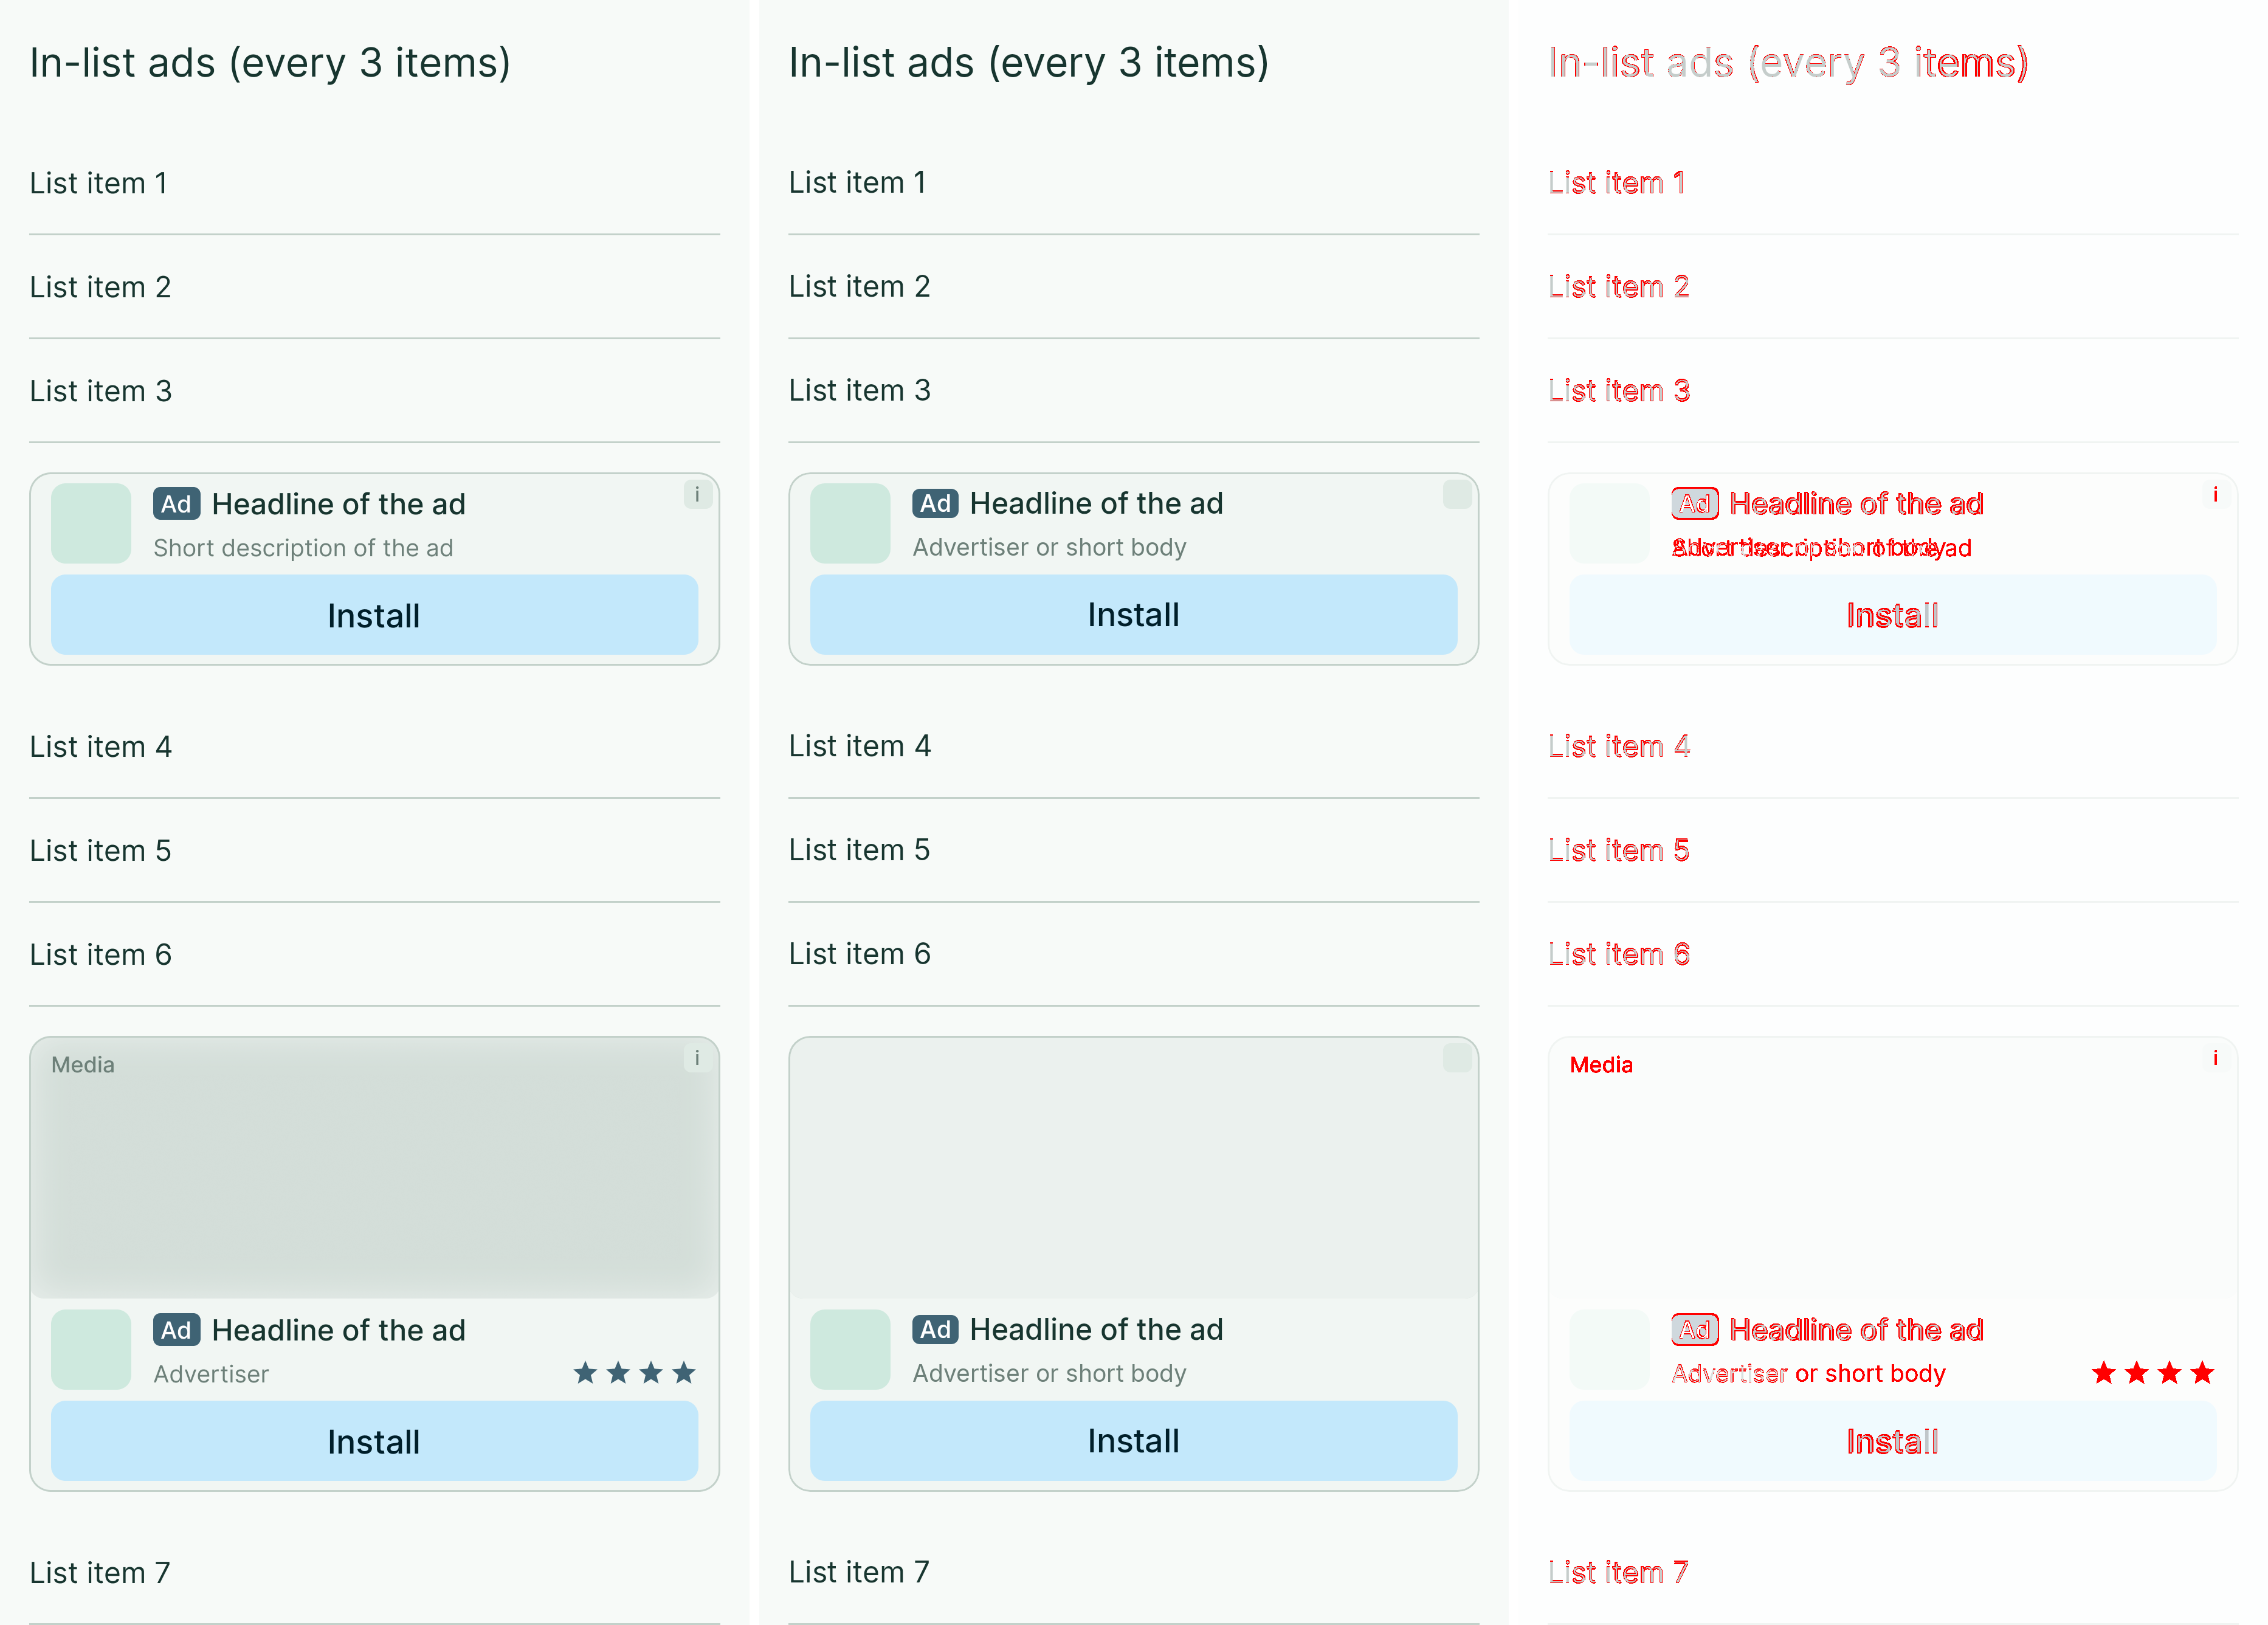 In-list ads (every 3 items)
List item 1
List item 2
List item 3
Ad Headline of the ad
i
Short description of the ad
Install
List item 4
List item 5
List item 6
Media
i
Ad Headline of the ad
Advertiser
Install
List item 7
In-list ads (every 3 items)
List item 1
List item 2
List item 3
Ad Headline of the ad
Advertiser or short body
Install
List item 4
List item 5
List item 6
Ad Headline of the ad
Advertiser or short body
Install
List item 7
In-list ads (every 3 items)
List item 1
List item 2
List item 3
Ad Headline of the ad
i
Install
List item 4
List item 5
List item 6
Media
i
Ad Headline of the ad
Advertiser or short body
Install
List item 7